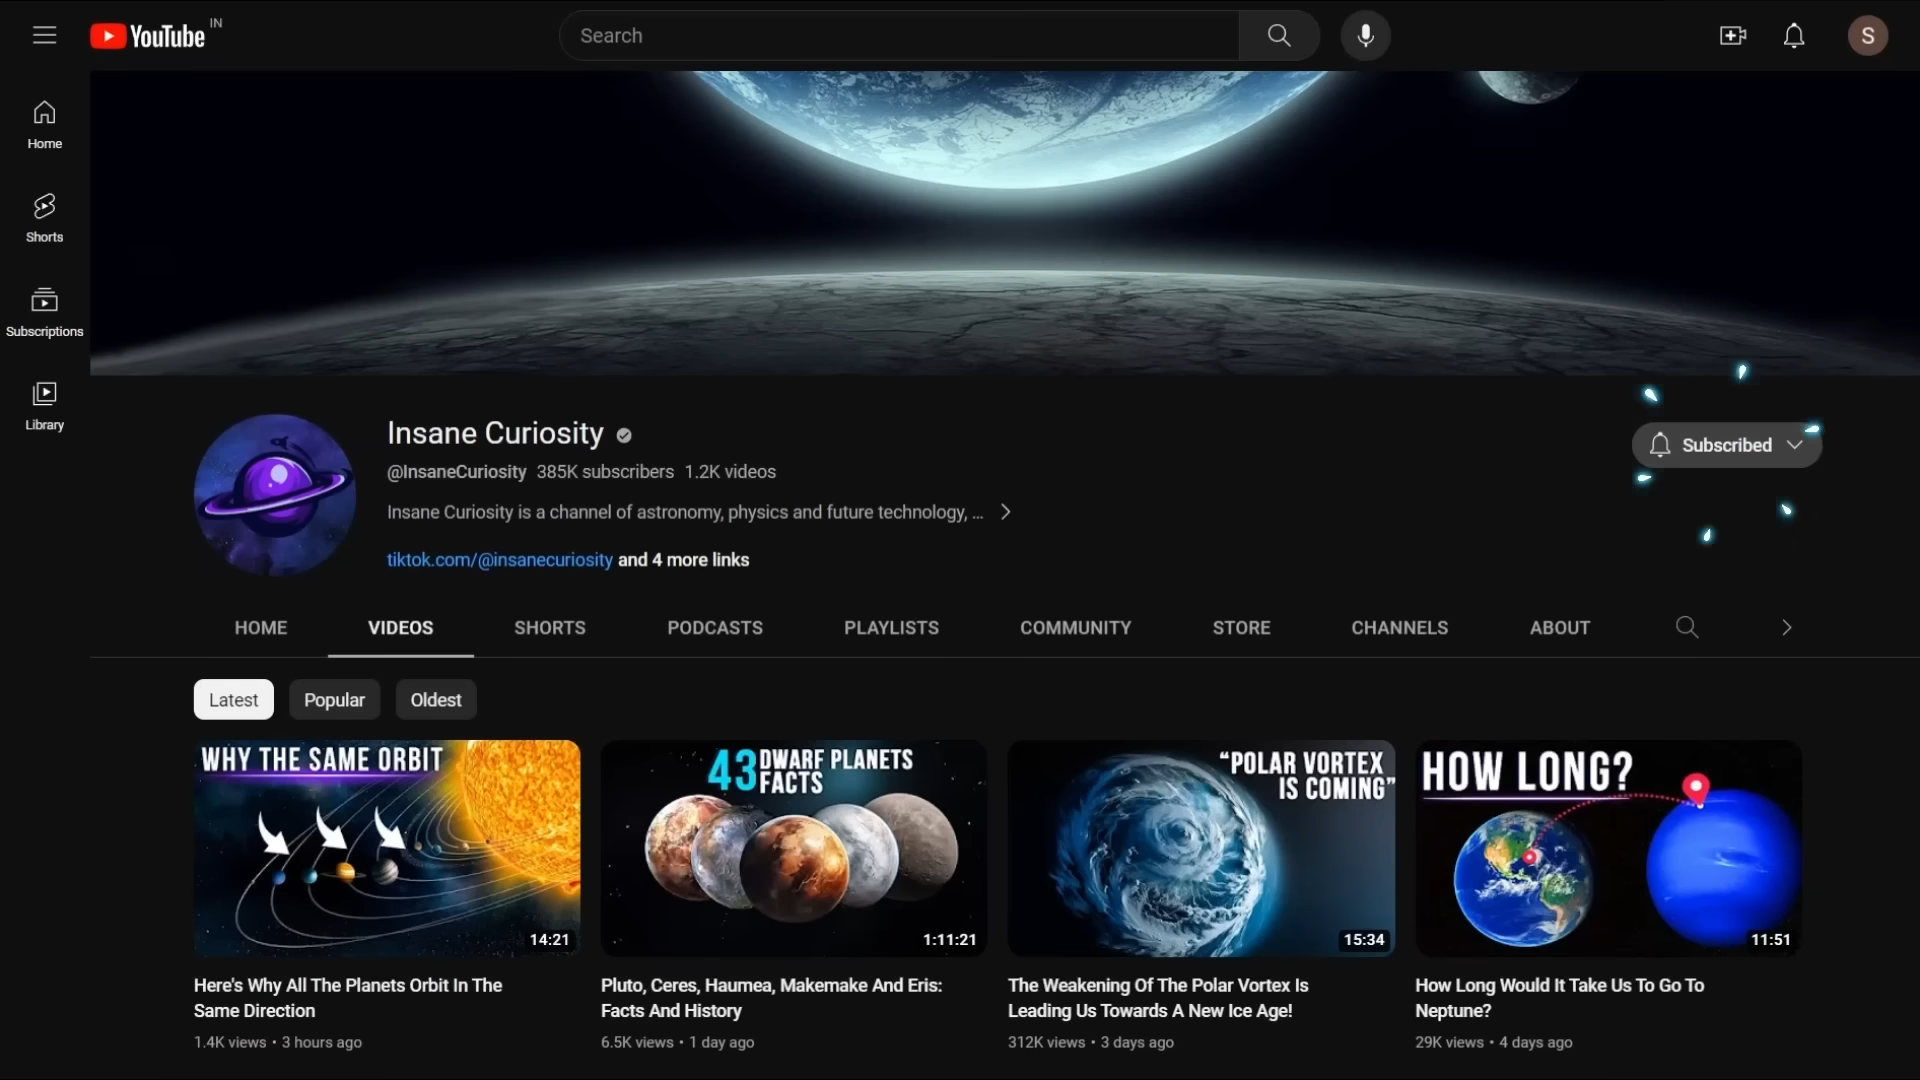 YouTube IN
Search
S
Home
Shorts
Subscriptions
Library
Insane Curiosity
@InsaneCuriosity 385K subscribers 1.2K videos
Insane Curiosity is a channel of astronomy, physics and future technology, ...
tiktok.com/@insanecuriosity and 4 more links
Subscribed
HOME VIDEOS SHORTS PODCASTS PLAYLISTS COMMUNITY STORE CHANNELS ABOUT
Latest Popular Oldest
WHY THE SAME ORBIT
14:21
Here's Why All The Planets Orbit In The
Same Direction
1.4K views • 3 hours ago
43 DWARF PLANETS
FACTS
1:11:21
Pluto, Ceres, Haumea, Makemake And Eris:
Facts And History
6.5K views • 1 day ago
“POLAR VORTEX
IS COMING”
15:34
The Weakening Of The Polar Vortex Is
Leading Us Towards A New Ice Age!
312K views • 3 days ago
HOW LONG?
11:51
How Long Would It Take Us To Go To
Neptune?
29K views • 4 days ago